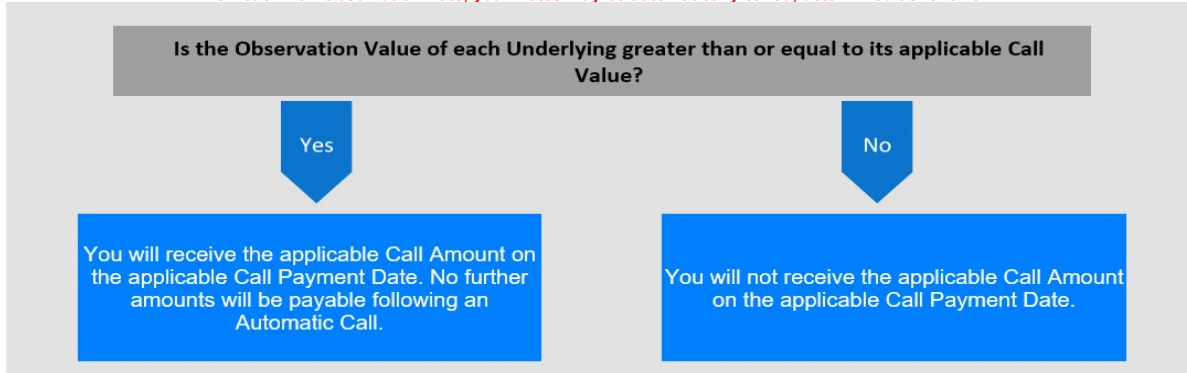 Is the Observation Value of each Underlying greater than or equal to its applicable Call
Value?
Yes
No
You will receive the applicable Call Amount on
the applicable Call Payment Date. No further
amounts will be payable following an
Automatic Call.
You will not receive the applicable Call Amount
on the applicable Call Payment Date.